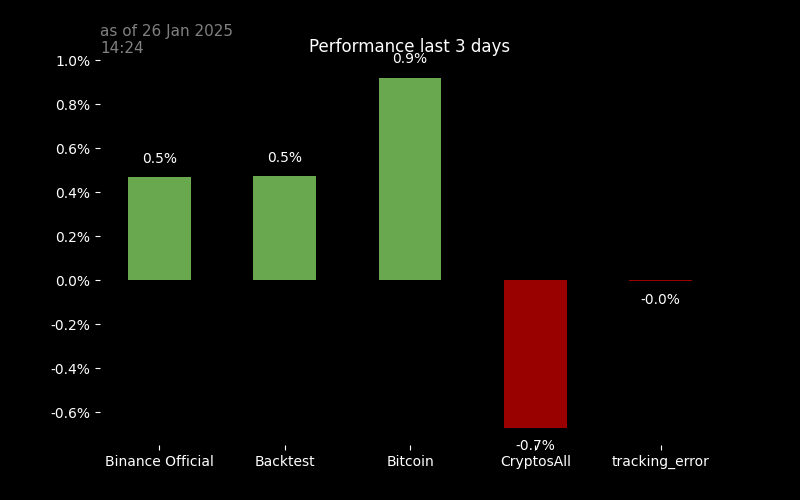 as of 26 Jan 2025
14:24
Performance last 3 days
1.0%
0.8%
0.6%
0.4%
0.2%
0.0%
-0.2%
-0.4%
-0.6%
0.5%
0.5%
0.9%
-0.7%
-0.0%
Binance Official
Backtest
Bitcoin
CryptosAll
tracking_error